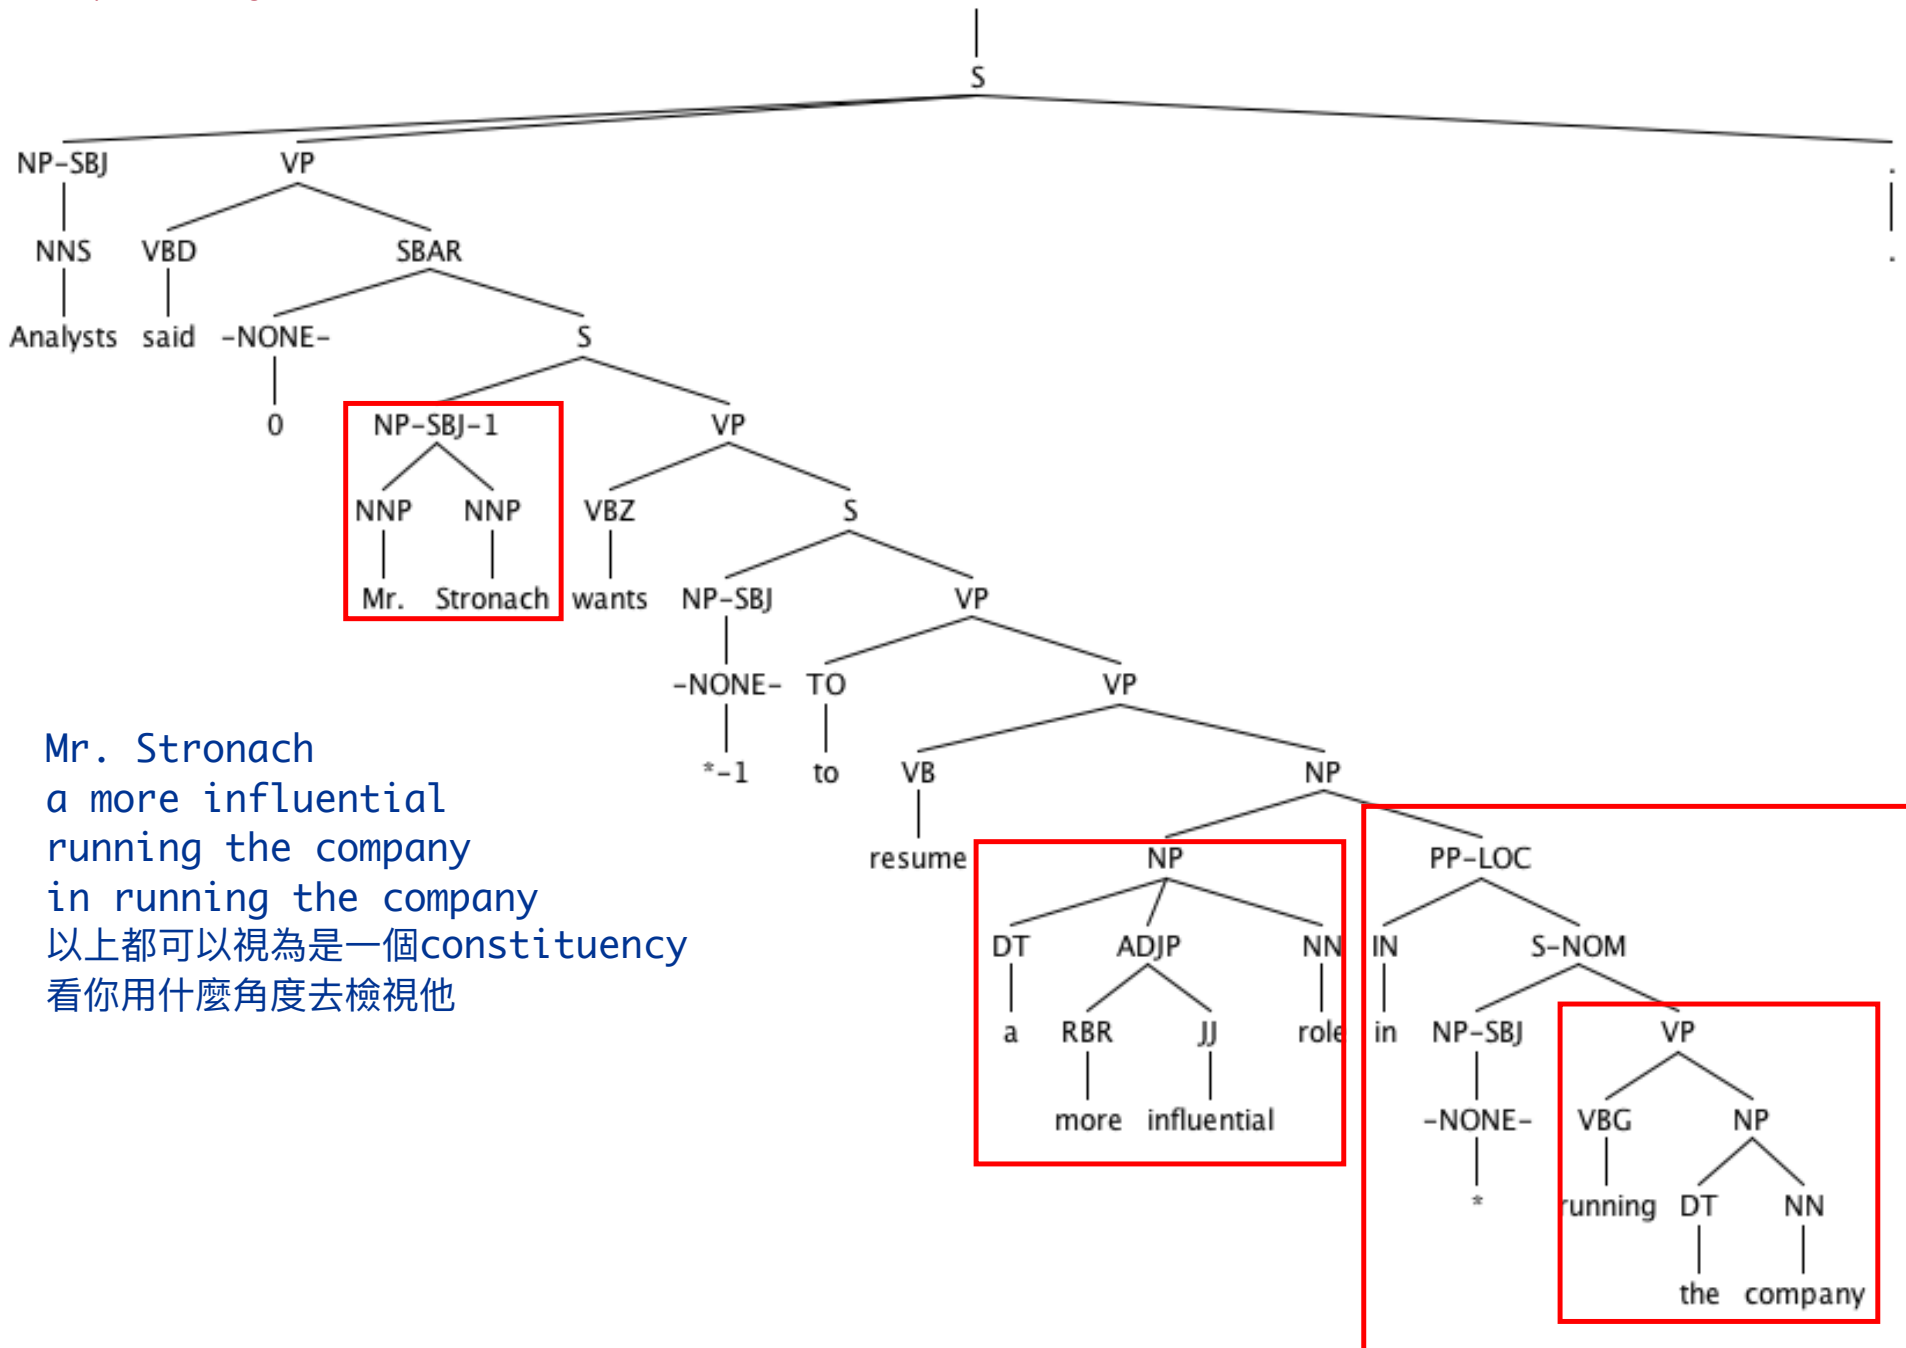 S
NP-SBJ VP .
NNS VBD SBAR .
Analysts said -NONE- S
0 NP-SBJ-1 VP
NNP NNP VBZ S
Mr. Stronach wants NP-SBJ VP
-NONE- TO VP
*-1 to VB NP
resume NP PP-LOC
DT ADJP NN IN S-NOM
a RBR JJ role in NP-SBJ VP
more influential -NONE- VBG NP
* running DT NN
the company
Mr. Stronach
a more influential
running the company
in running the company
以上都可以視為是一個constituency
看你用什麼角度去檢視他